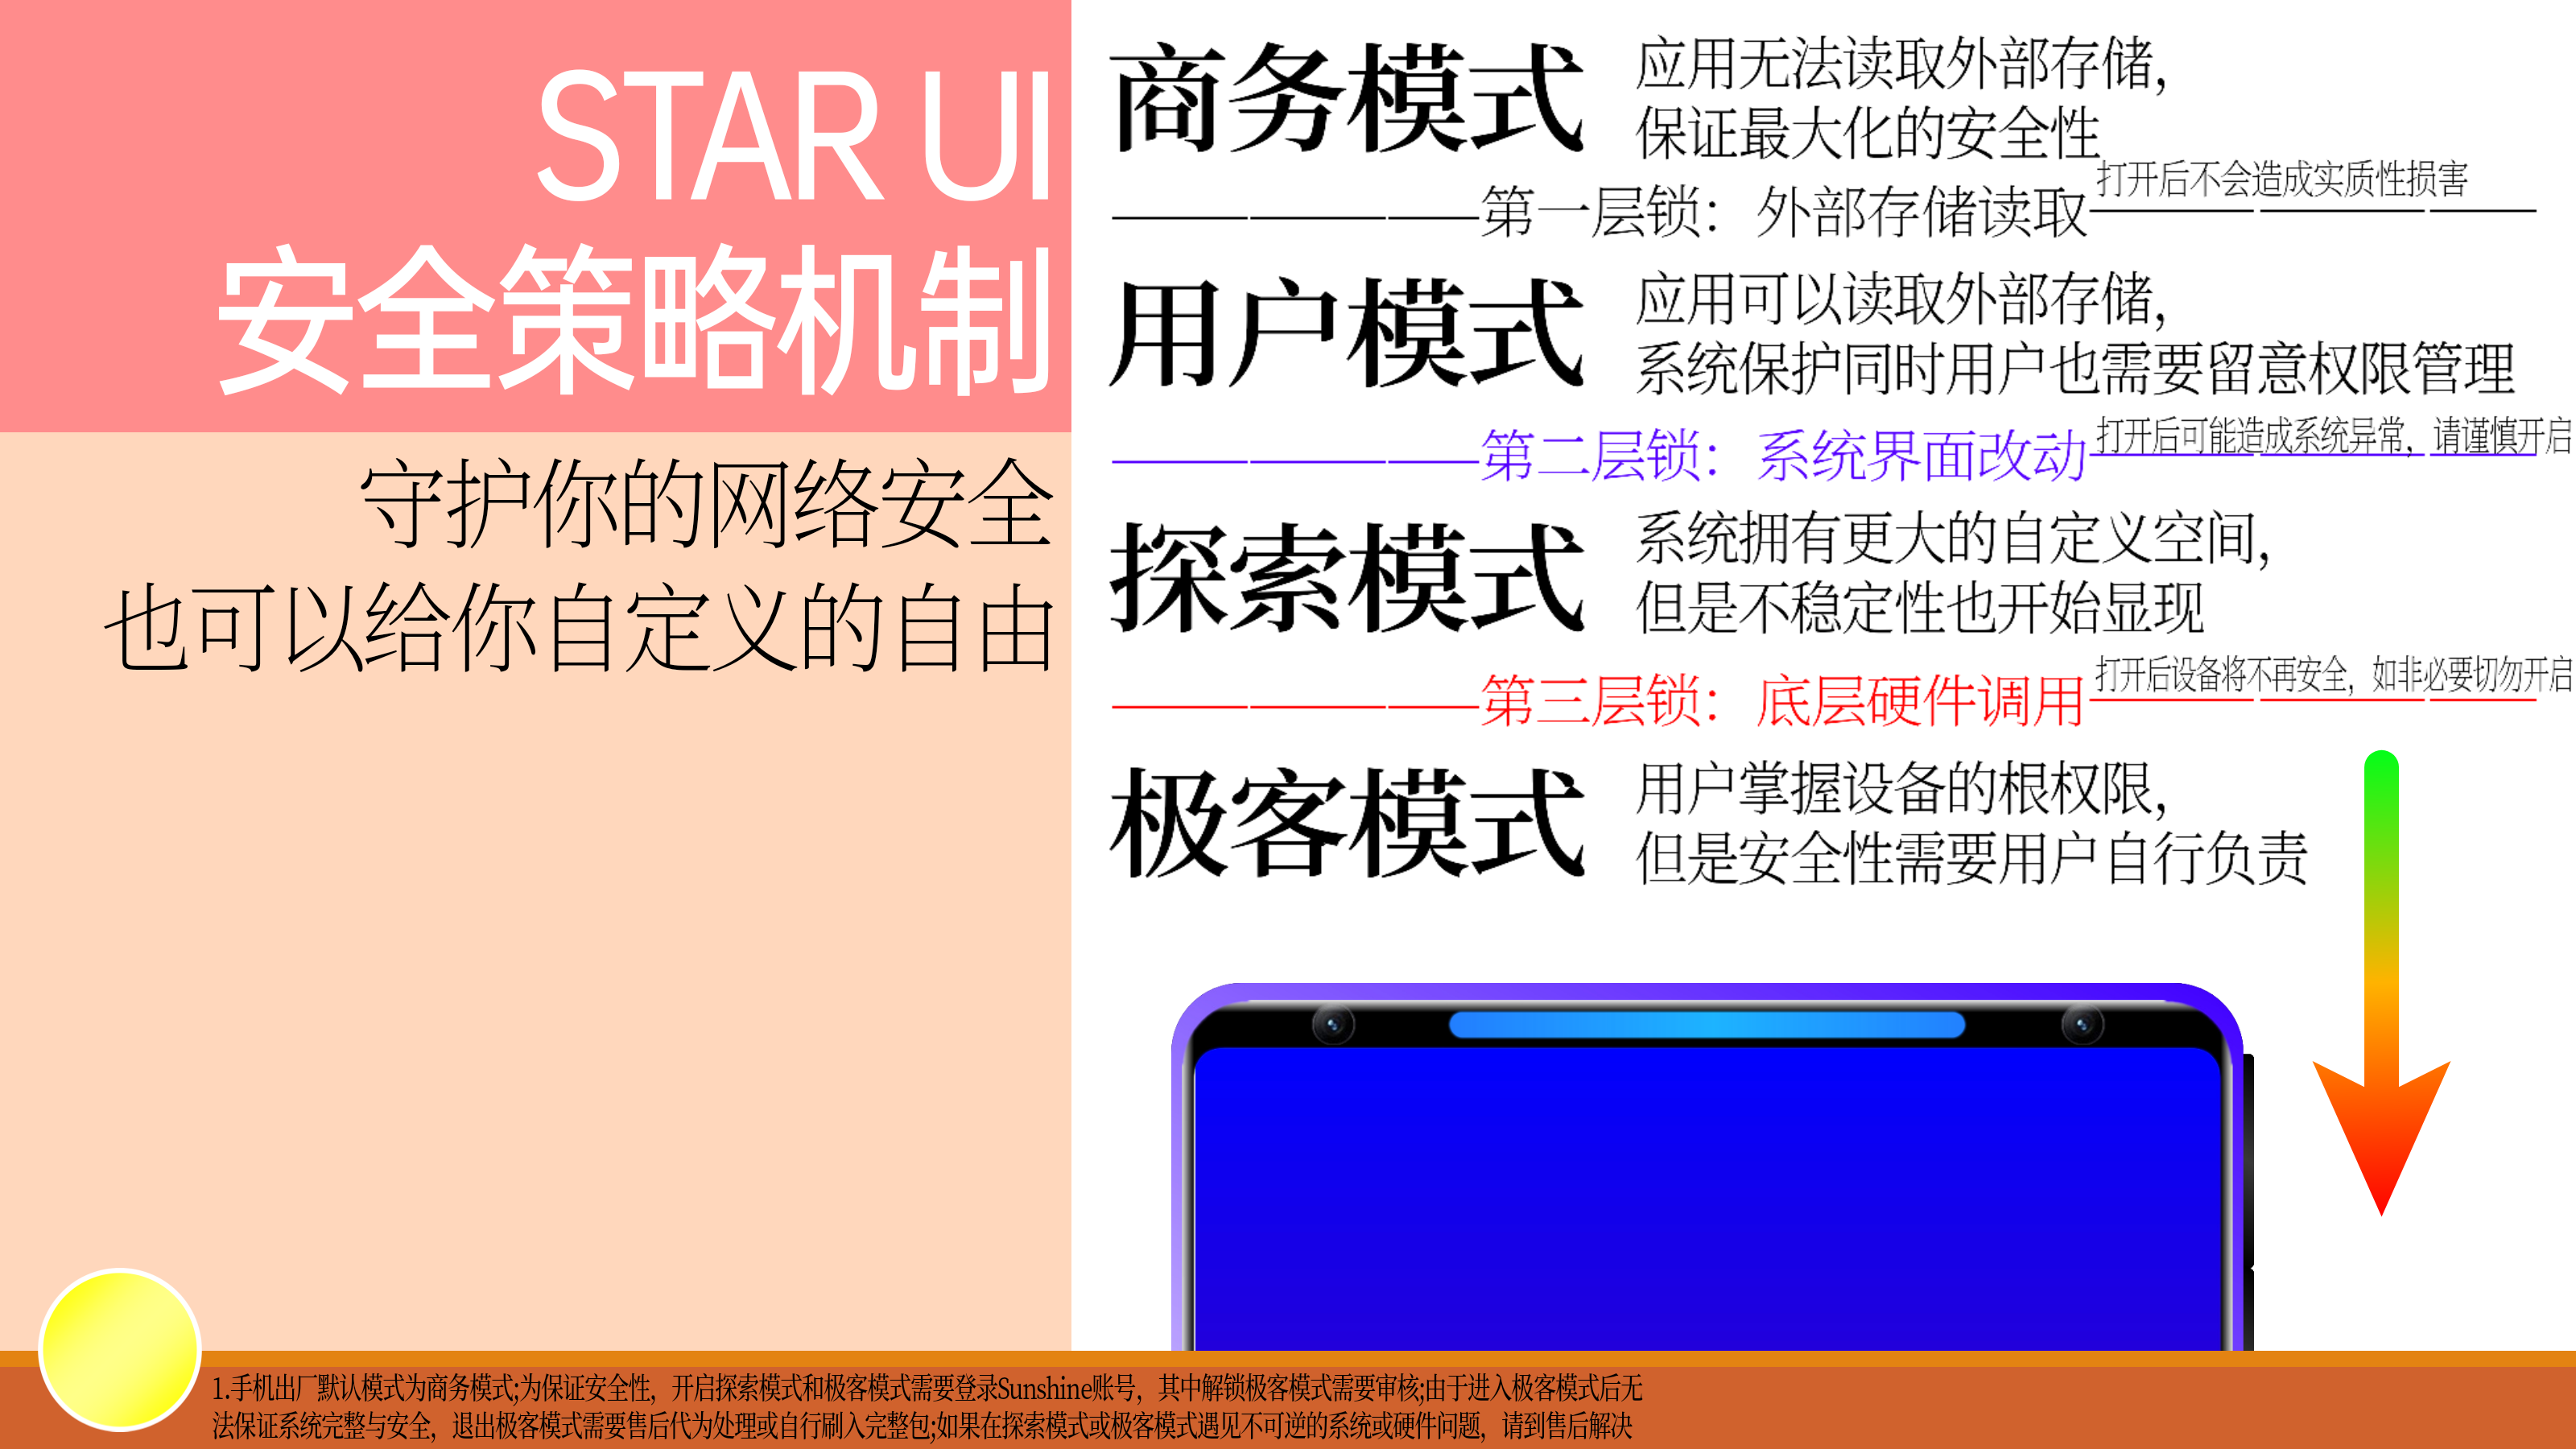 STAR UI
安全策略机制
守护你的网络安全
也可以给你自定义的自由
商务模式
应用无法读取外部存储，
保证最大化的安全性
打开后不会造成实质性损害
第一层锁：外部存储读取
用户模式
应用可以读取外部存储，
系统保护同时用户也需要留意权限管理
打开后可能造成系统异常，请谨慎开启
第二层锁：系统界面改动
探索模式
系统拥有更大的自定义空间，
但是不稳定性也开始显现
打开后设备将不再安全，如非必要切勿开启
第三层锁：底层硬件调用
极客模式
用户掌握设备的根权限，
但是安全性需要用户自行负责
1.手机出厂默认模式为商务模式;为保证安全性，开启探索模式和极客模式需要登录Sunshine账号，其中解锁极客模式需要审核;由于进入极客模式后无
法保证系统完整与安全，退出极客模式需要售后代为处理或自行刷入完整包;如果在探索模式或极客模式遇见不可逆的系统或硬件问题，请到售后解决